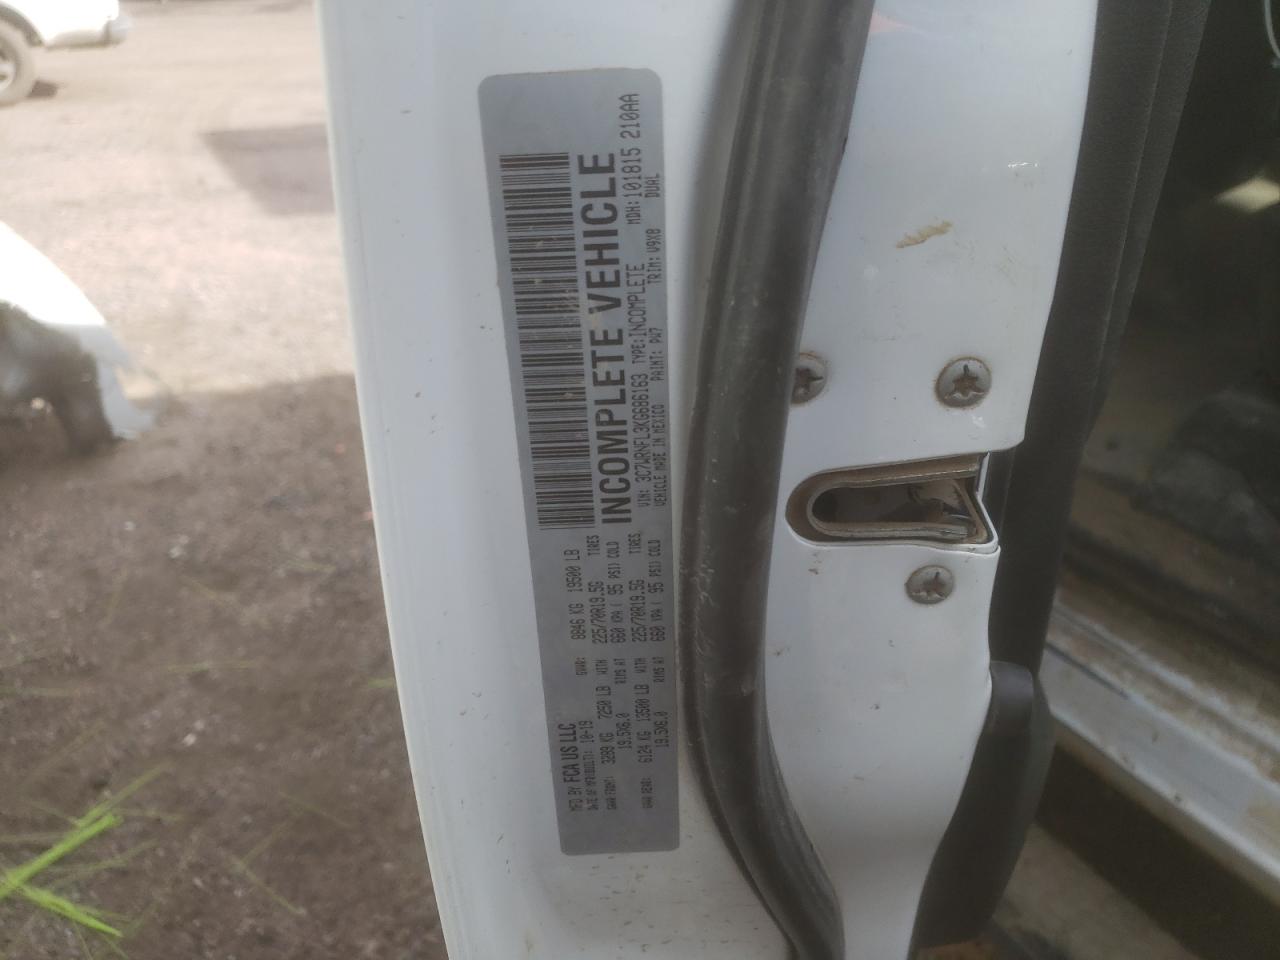 MFD BY FCA US LLC
DATE OF MFR(BUILT): 10-19 GVWR: 8846 KG 19500 LB
GAWR FRONT: 3289 KG 7250 LB WITH 225/70R19.5G TIRES
19.5X6.0 RIMS AT 660 KPA ( 95 PSI) COLD
GAWR REAR: 6124 KG 13500 LB WITH 225/70R19.5G TIRES
19.5X6.0 RIMS AT 660 KPA ( 95 PSI) COLD
INCOMPLETE VEHICLE
MDH:101815 210AA
VIN: 3C7WRNFL3KG686163 TYPE:INCOMPLETE DUAL
VEHICLE MADE IN MEXICO PAINT: PW7 TRIM: V9X8